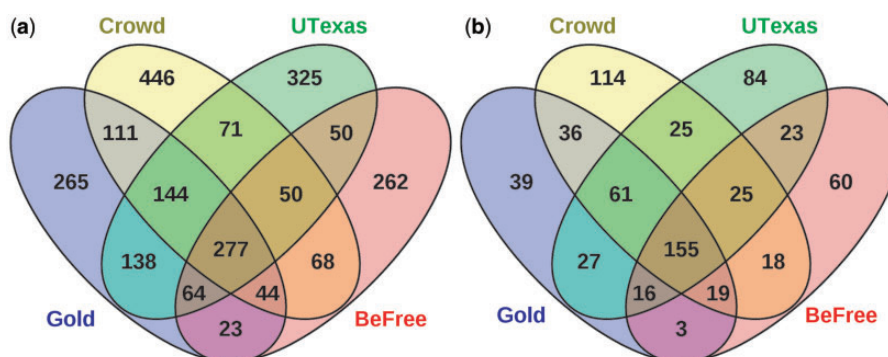 (a) Crowd UTexas
446 325
111 71 50
265 144 50 262
277
138 68
64 44
Gold 23 BeFree
(b) Crowd UTexas
114 84
36 25 23
39 61 25 60
155
27 18
16 19
Gold 3 BeFree